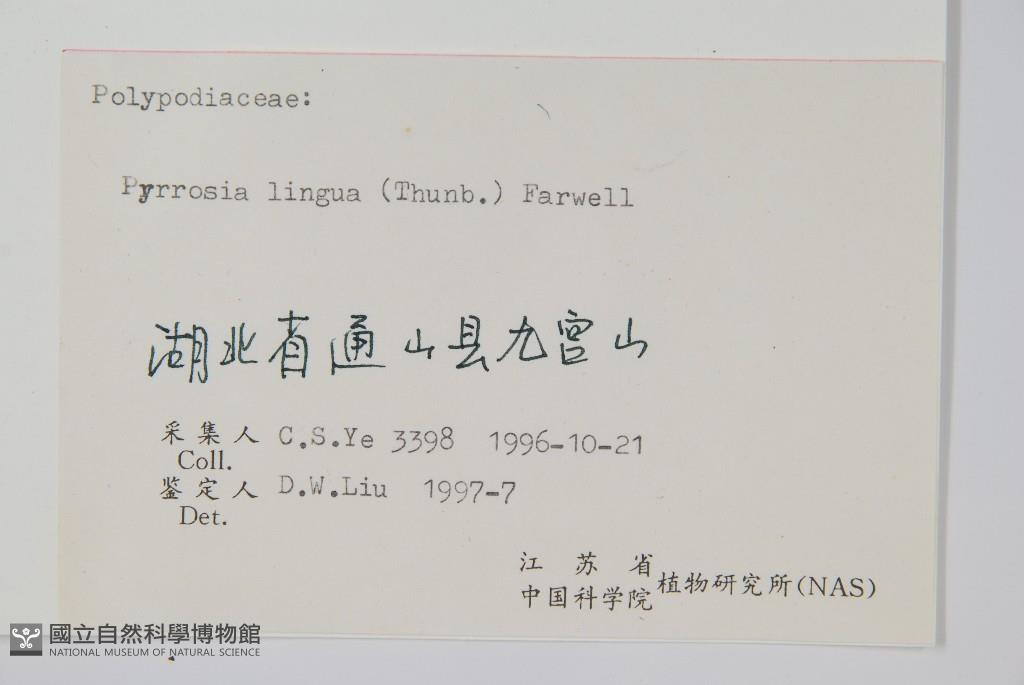 Polypodiaceae:
Pyrrosia lingua (Thunb.) Farwell
湖北省通山县九宫山
采集人 C.S.Ye 3398 1996-10-21
Coll.
鉴定人 D.W.Liu 1997-7
Det.
江苏省
中国科学院 植物研究所(NAS)
國立自然科學博物館
NATIONAL MUSEUM OF NATURAL SCIENCE